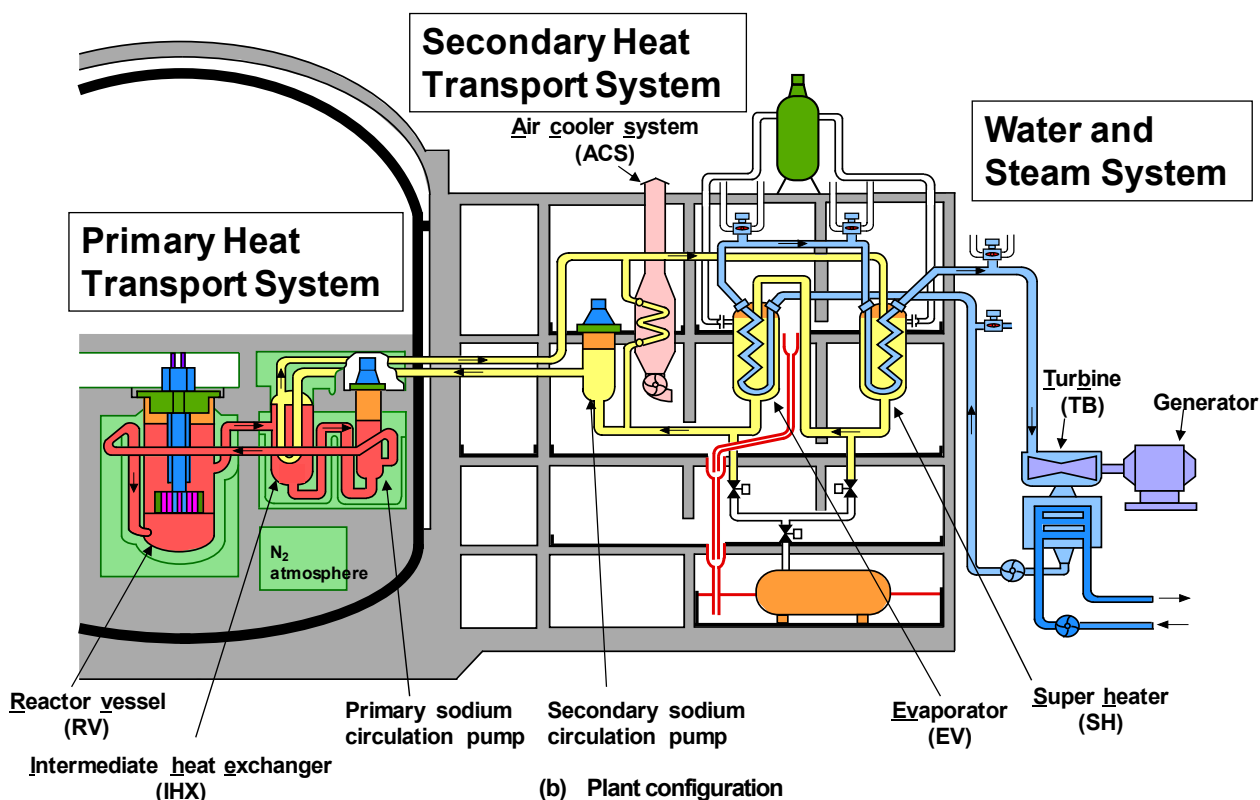 Secondary Heat
Transport System
Air cooler system
(ACS)
Water and
Steam System
Primary Heat
Transport System
Turbine
(TB)
Generator
N2
atmosphere
Reactor vessel
(RV)
Intermediate heat exchanger
(IHX)
Primary sodium
circulation pump
Secondary sodium
circulation pump
Evaporator
(EV)
Super heater
(SH)
(b) Plant configuration